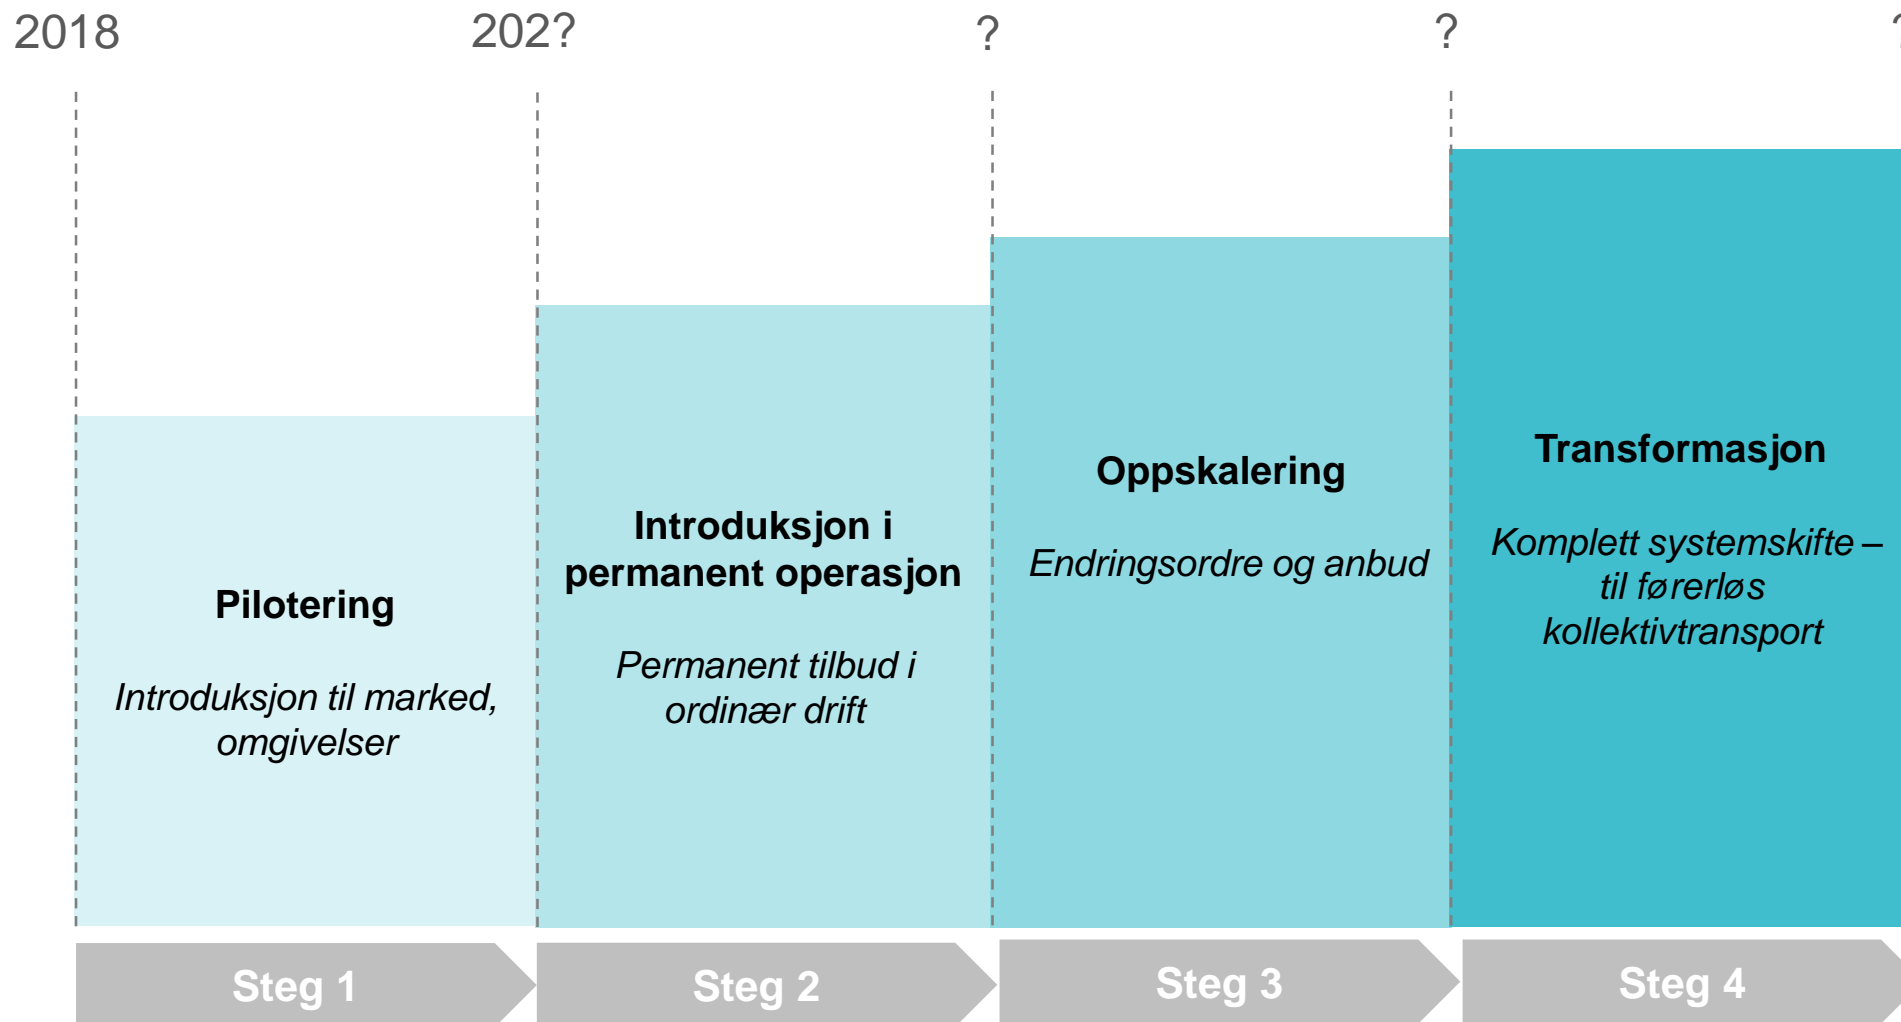 2018
202?
?
?
?
Pilotering
Introduksjon til marked,
omgivelser
Introduksjon i
permanent operasjon
Permanent tilbud i
ordinær drift
Oppskalering
Endringsordre og anbud
Transformasjon
Komplett systemskifte –
til førerløs
kollektivtransport
Steg 1
Steg 2
Steg 3
Steg 4